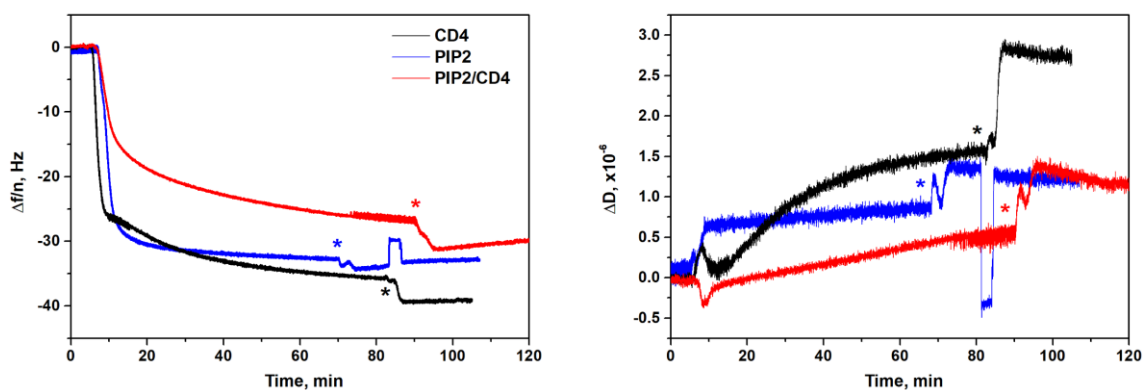 0
-10
-20
-30
-40
0 20 40 60 80 100 120
Time, min
Δf/n, Hz
CD4
PIP2
PIP2/CD4
*
*
*
3.0
2.5
2.0
1.5
1.0
0.5
0.0
-0.5
0 20 40 60 80 100 120
Time, min
ΔD, x10⁻⁶
*
*
*